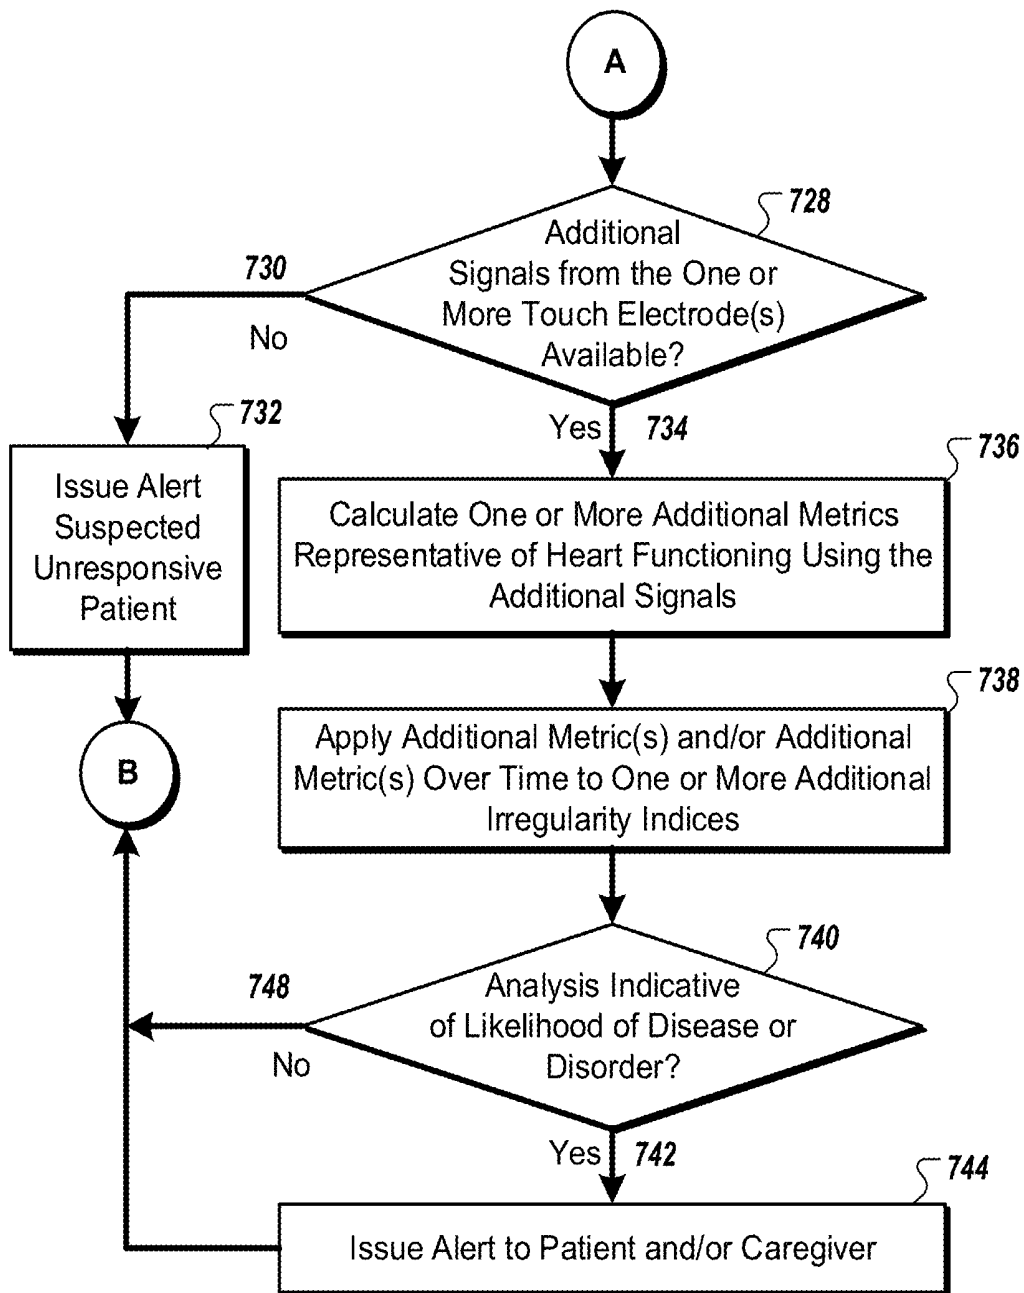 A
728
Additional
Signals from the One or
More Touch Electrode(s)
Available?
730
No
732
Issue Alert
Suspected
Unresponsive
Patient
Yes
734
736
Calculate One or More Additional Metrics
Representative of Heart Functioning Using the
Additional Signals
738
Apply Additional Metric(s) and/or Additional
Metric(s) Over Time to One or More Additional
Irregularity Indices
B
740
Analysis Indicative
of Likelihood of Disease or
Disorder?
748
No
Yes
742
744
Issue Alert to Patient and/or Caregiver